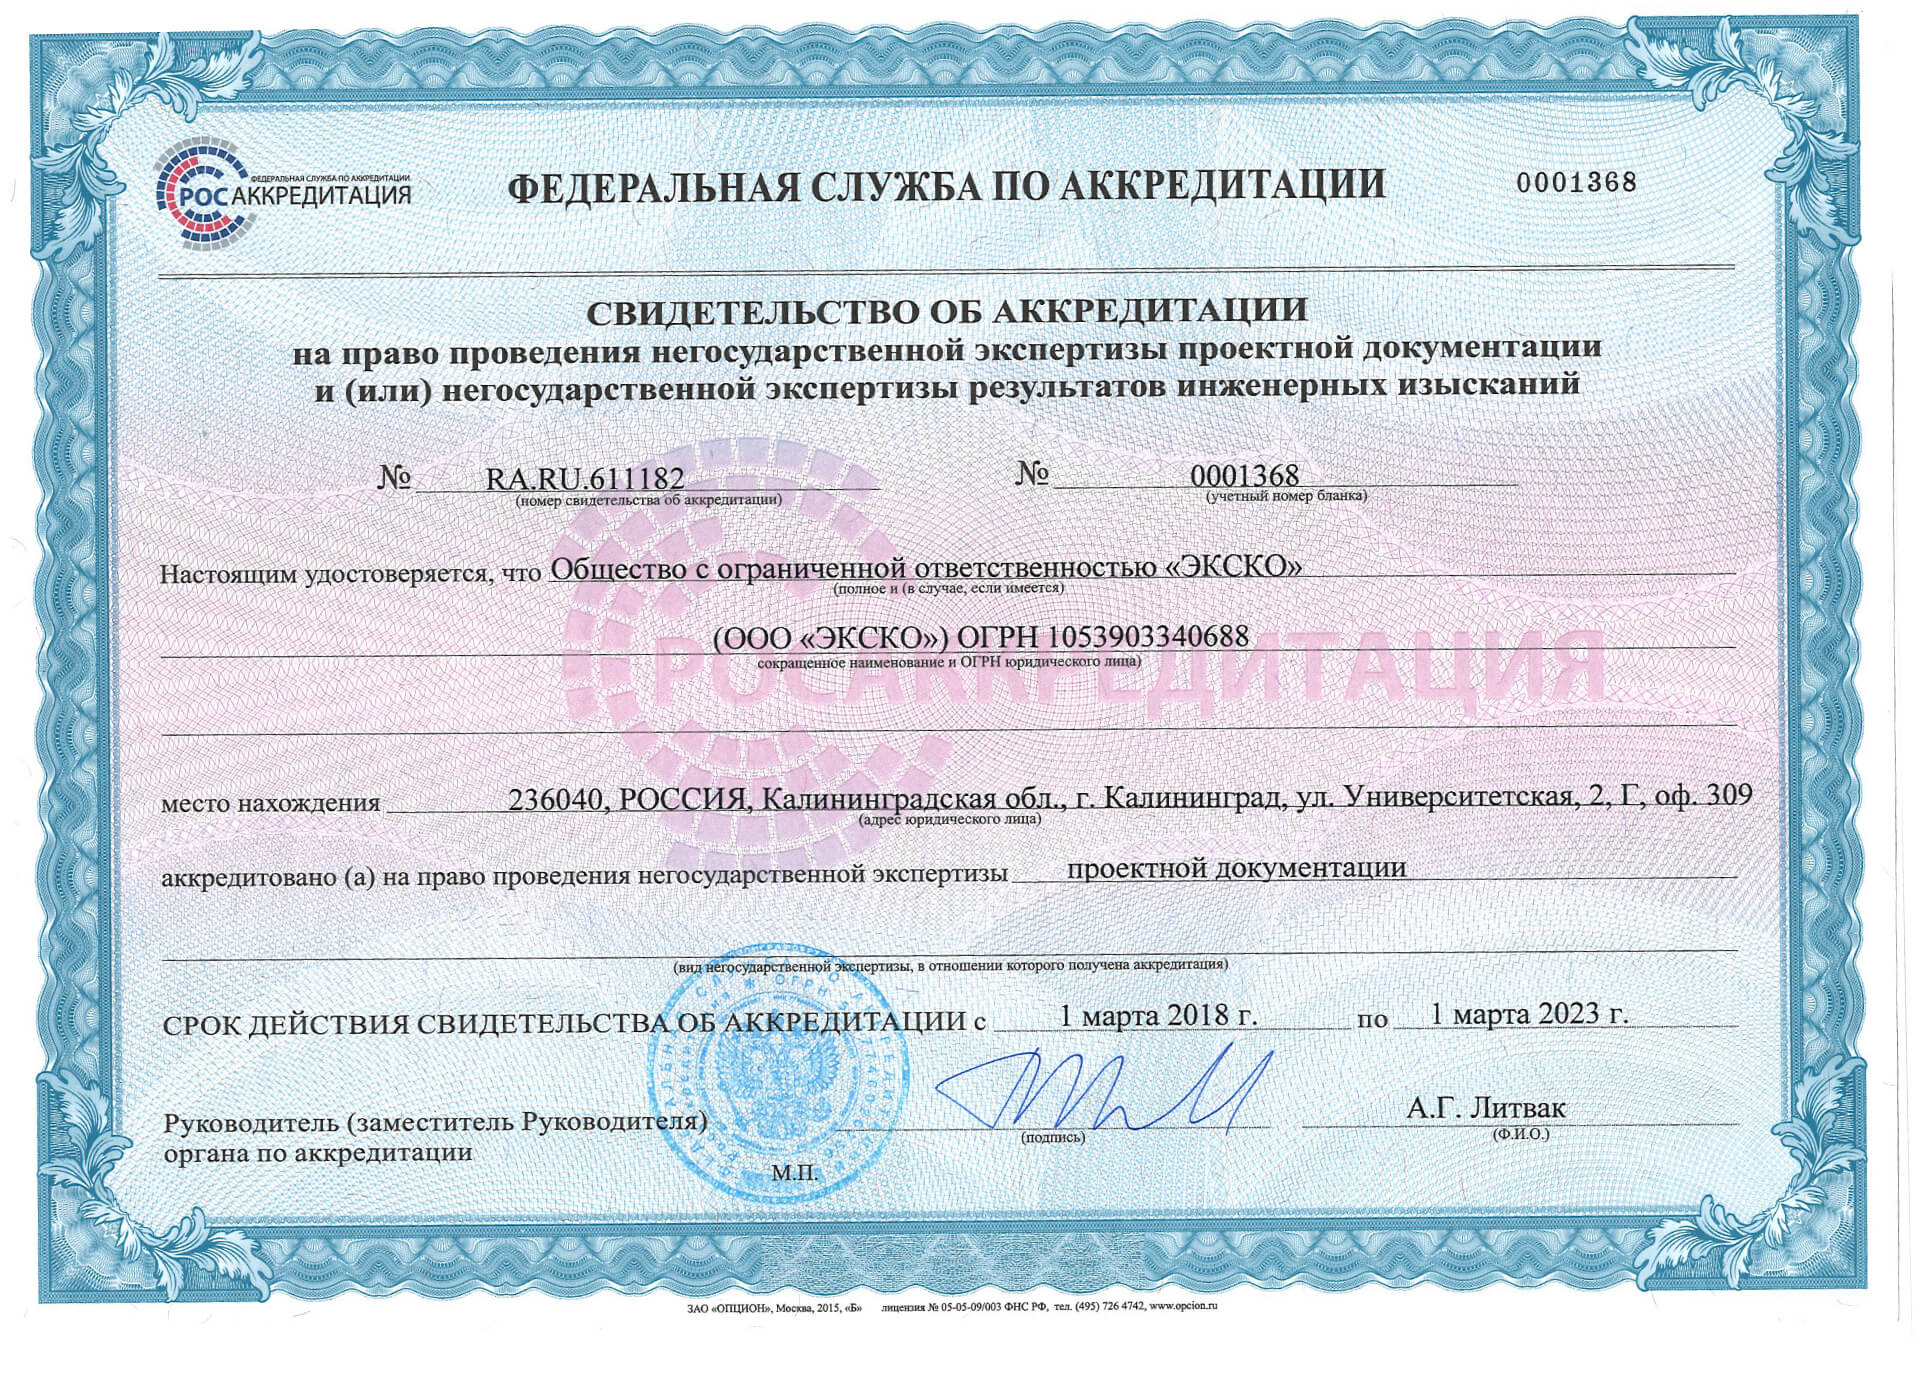 ФЕДЕРАЛЬНАЯ СЛУЖБА ПО АККРЕДИТАЦИИ
РОСАККРЕДИТАЦИЯ
ФЕДЕРАЛЬНАЯ СЛУЖБА ПО АККРЕДИТАЦИИ
0001368
СВИДЕТЕЛЬСТВО ОБ АККРЕДИТАЦИИ
на право проведения негосударственной экспертизы проектной документации
и (или) негосударственной экспертизы результатов инженерных изысканий
№ RA.RU.611182
(номер свидетельства об аккредитации)
№ 0001368
(учетный номер бланка)
Настоящим удостоверяется, что Общество с ограниченной ответственностью «ЭКСКО»
(полное и (в случае, если имеется)
(ООО «ЭКСКО») ОГРН 1053903340688
сокращенное наименование и ОГРН юридического лица)
РОСАККРЕДИТАЦИЯ
место нахождения 236040, РОССИЯ, Калининградская обл., г. Калининград, ул. Университетская, 2, Г, оф. 309
(адрес юридического лица)
аккредитовано (а) на право проведения негосударственной экспертизы проектной документации
(вид негосударственной экспертизы, в отношении которого получена аккредитация)
СРОК ДЕЙСТВИЯ СВИДЕТЕЛЬСТВА ОБ АККРЕДИТАЦИИ с 1 марта 2018 г. по 1 марта 2023 г.
Руководитель (заместитель Руководителя)
органа по аккредитации
(подпись)
А.Г. Литвак
(Ф.И.О.)
М.П.
ЗАО «ОПЦИОН», Москва, 2015, «Б» лицензия № 05-05-09/003 ФНС РФ, тел. (495) 726 4742, www.opcion.ru